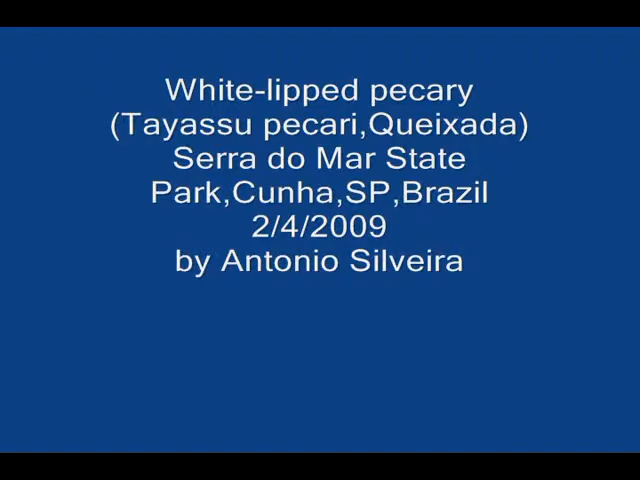 White-lipped pecary
(Tayassu pecari,Queixada)
Serra do Mar State
Park,Cunha,SP,Brazil
2/4/2009
by Antonio Silveira